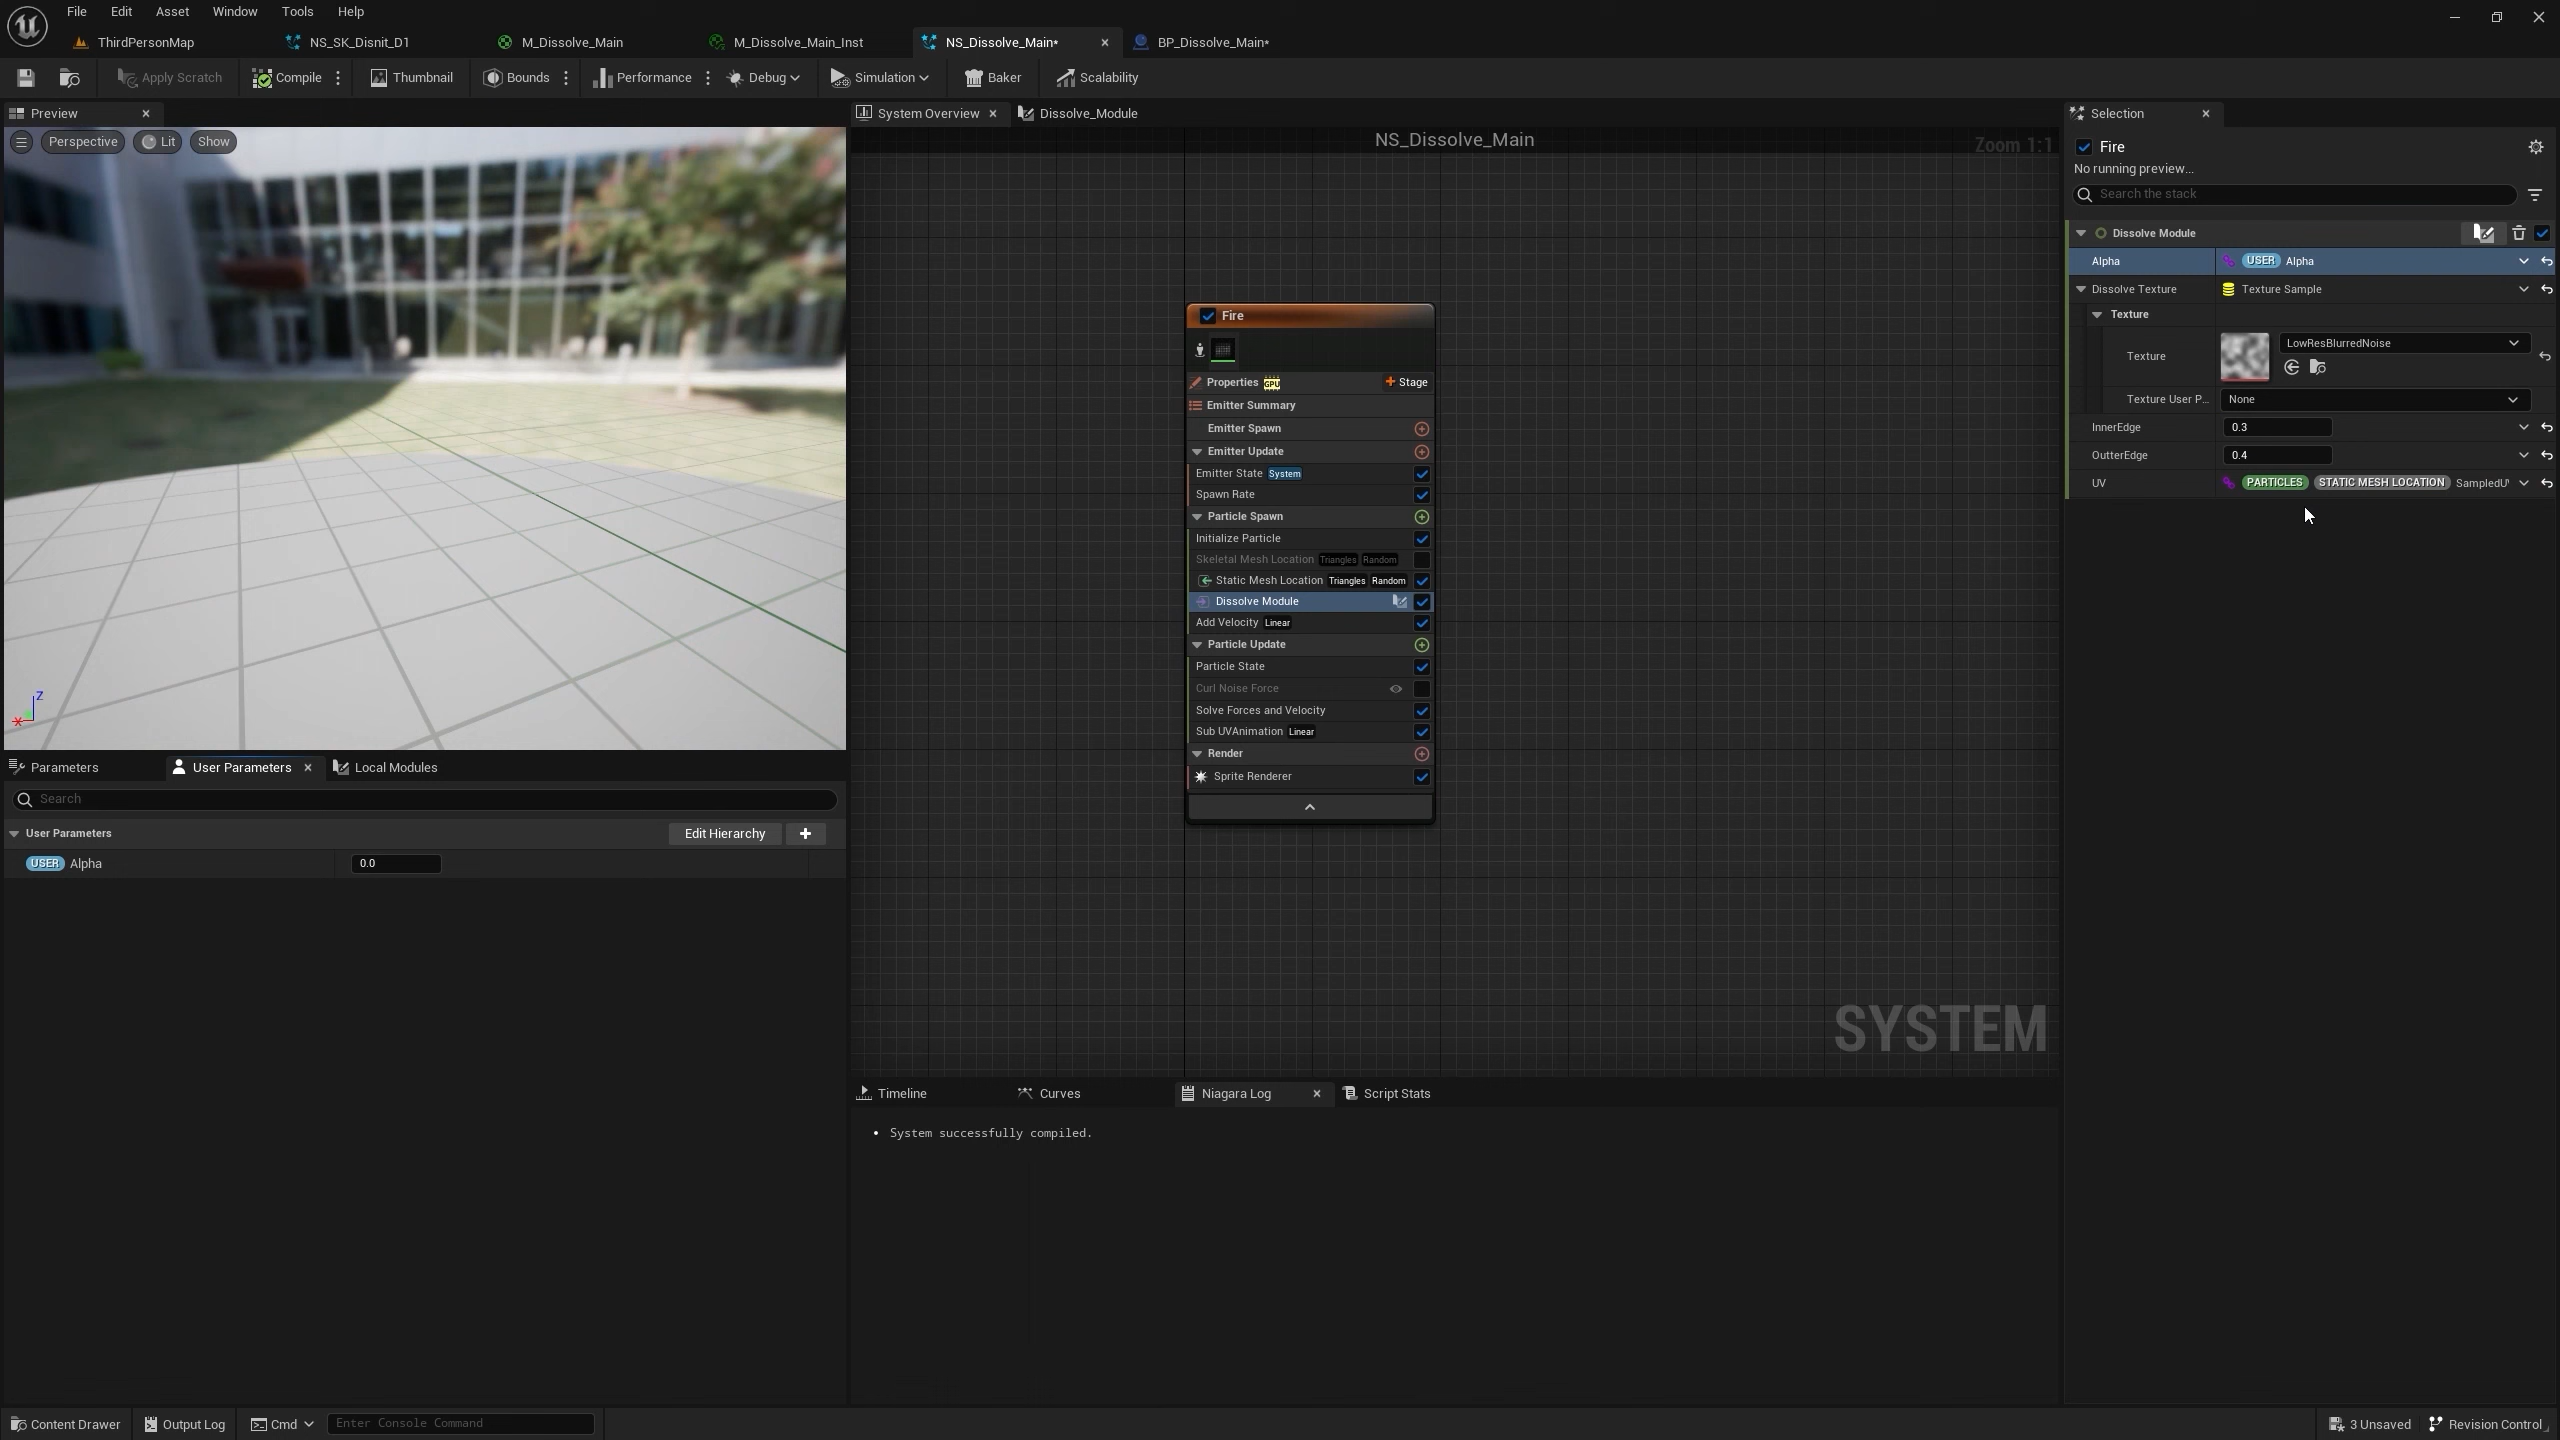 File Edit Asset Window Tools Help
ThirdPersonMap NS_SK_Disnit_D1 M_Dissolve_Main M_Dissolve_Main_Inst NS_Dissolve_Main* BP_Dissolve_Main*
Apply Scratch Compile Thumbnail Bounds Performance Debug Simulation Baker Scalability
Preview
Perspective Lit Show
Z
X
System Overview Dissolve_Module
NS_Dissolve_Main
Zoom 1:1
Fire
Properties GPU Stage
Emitter Summary
Emitter Spawn
Emitter Update
Emitter State System
Spawn Rate
Particle Spawn
Initialize Particle
Skeletal Mesh Location Triangles Random
Static Mesh Location Triangles Random
Dissolve Module
Add Velocity Linear
Particle Update
Particle State
Curl Noise Force
Solve Forces and Velocity
Sub UVAnimation Linear
Render
Sprite Renderer
SYSTEM
Selection
Fire
No running preview...
Search the stack
Dissolve Module
Alpha USER Alpha
Dissolve Texture Texture Sample
Texture
Texture LowResBlurredNoise
Texture User P... None
InnerEdge 0.3
OutterEdge 0.4
UV PARTICLES STATIC MESH LOCATION SampledU
Parameters User Parameters Local Modules
Search
User Parameters Edit Hierarchy
USER Alpha 0.0
Timeline Curves Niagara Log Script Stats
• System successfully compiled.
Content Drawer Output Log Cmd Enter Console Command 3 Unsaved Revision Control